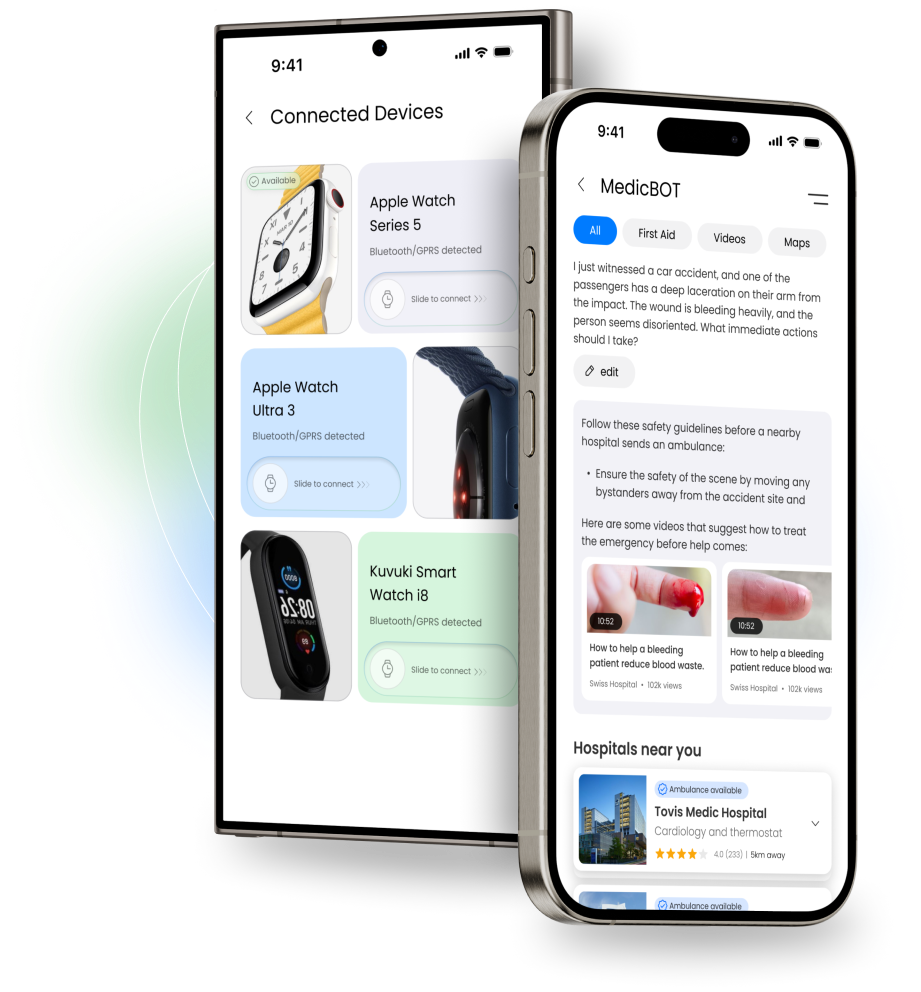 9:41
Connected Devices
Available
Apple Watch
Series 5
Bluetooth/GPRS detected
Slide to connect
Apple Watch
Ultra 3
Bluetooth/GPRS detected
Slide to connect
08:26
Kuvuki Smart
Watch i8
Bluetooth/GPRS detected
Slide to connect
9:41
MedicBOT
All
First Aid
Videos
Maps
I just witnessed a car accident, and one of the
passengers has a deep laceration on their arm from
the impact. The wound is bleeding heavily, and the
person seems disoriented. What immediate actions
should I take?
edit
Follow these safety guidelines before a nearby
hospital sends an ambulance:
• Ensure the safety of the scene by moving any
bystanders away from the accident site and
Here are some videos that suggest how to treat
the emergency before help comes:
10:52
How to help a bleeding
patient reduce blood waste.
Swiss Hospital • 102k views
10:52
How to help a bleeding
patient reduce blood was
Swiss Hospital • 102k views
Hospitals near you
Ambulance available
Tovis Medic Hospital
Cardiology and thermostat
4.0 (233) | 5km away
Ambulance available